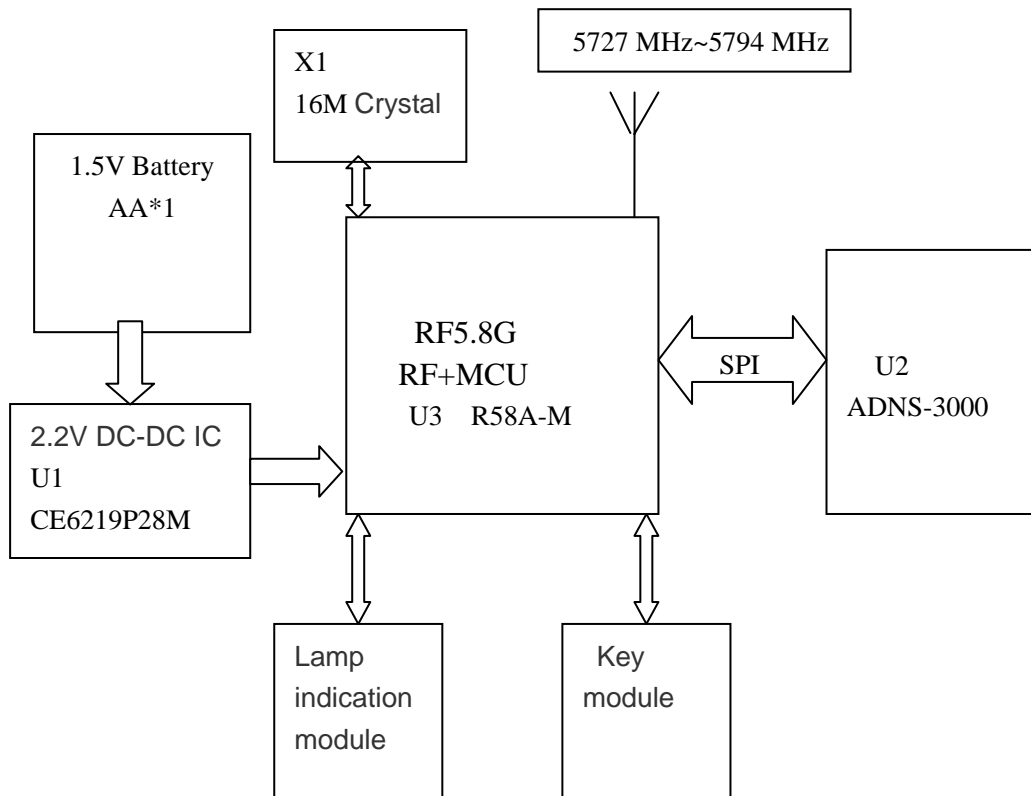 5727 MHz~5794 MHz
X1
16M Crystal
1.5V Battery
AA*1
RF5.8G
RF+MCU
U3 R58A-M
SPI
U2
ADNS-3000
2.2V DC-DC IC
U1
CE6219P28M
Lamp
indication
module
Key
module